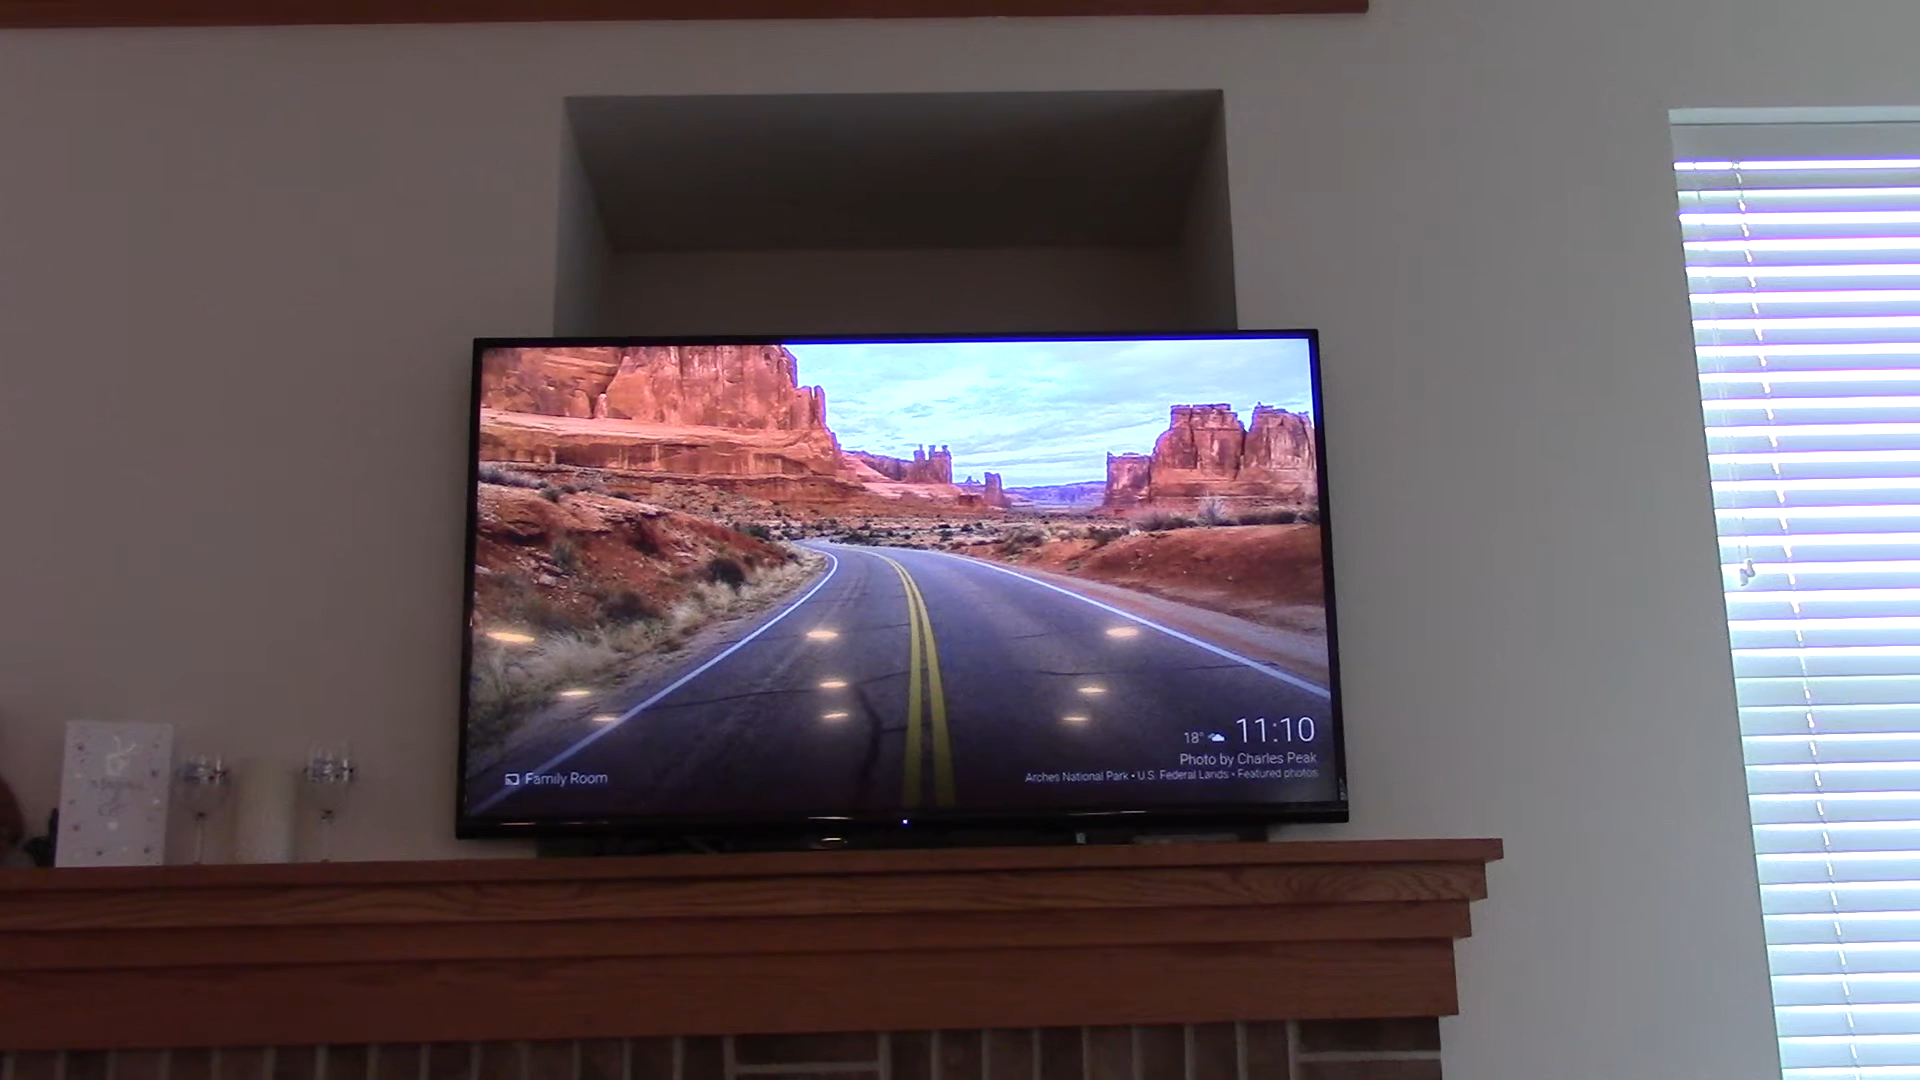 18° 11:10
Photo by Charles Peak
Arches National Park • U.S. Federal Lands • Featured photos
Family Room